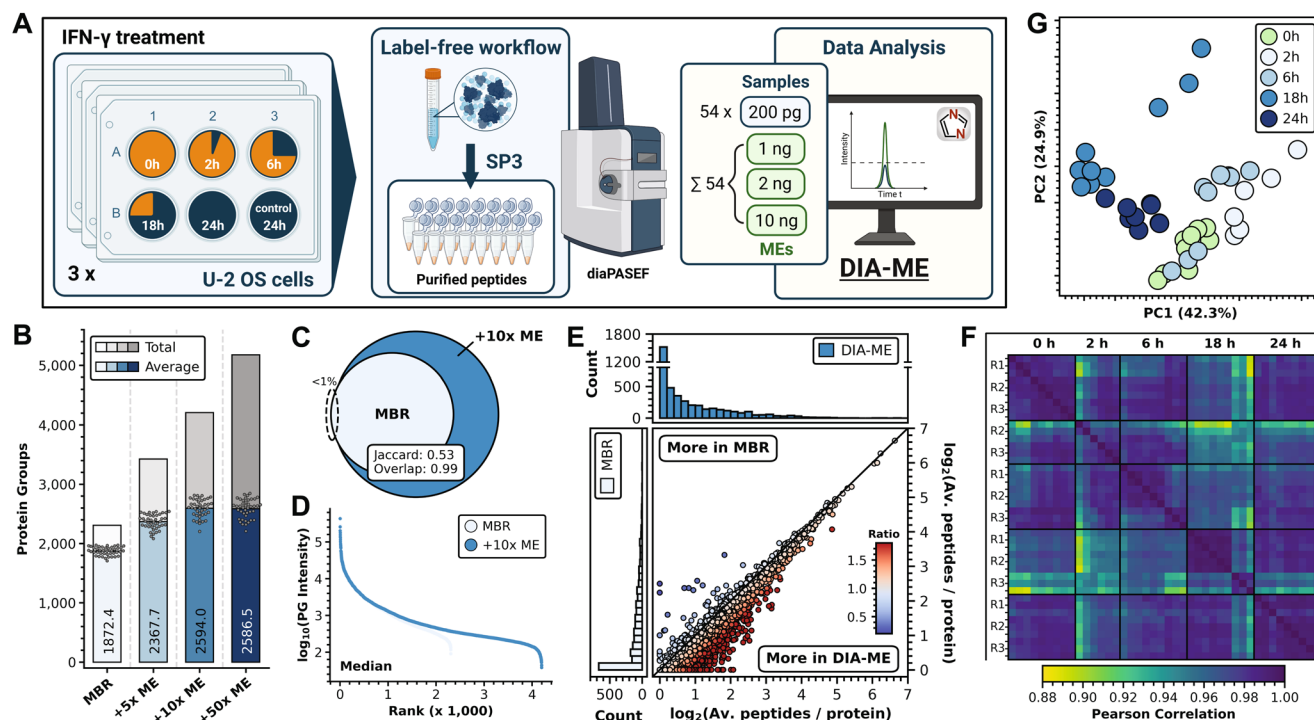 A
IFN-γ treatment
1
2
3
A
0h
2h
6h
B
18h
24h
control
24h
3 x
U-2 OS cells
Label-free workflow
SP3
Purified peptides
diaPASEF
Data Analysis
Samples
54 x
200 pg
1 ng
∑ 54
2 ng
10 ng
MEs
Intensity
Time t
N
N
DIA-ME
G
0h
2h
6h
18h
24h
PC2 (24.9%)
PC1 (42.3%)
B
Total
Average
Protein Groups
5,000
4,000
3,000
2,000
1,000
0
1872.4
2367.7
2594.0
2586.5
MBR
+5x ME
+10x ME
+50x ME
C
+10x ME
<1%
MBR
Jaccard: 0.53
Overlap: 0.99
D
MBR
+10x ME
log10(PG Intensity)
5
4
3
2
Median
0
1
2
3
4
Rank (x 1,000)
E
Count
1800
1200
500
0
DIA-ME
MBR
More in MBR
Ratio
1.5
1.0
0.5
More in DIA-ME
7
6
5
4
3
2
1
0
log2(Av. peptides / protein)
500
0
Count
0
1
2
3
4
5
6
7
log2(Av. peptides / protein)
F
0 h
2 h
6 h
18 h
24 h
R1
R2
R3
R2
R3
R1
R2
R3
R1
R2
R3
R1
R2
R3
0.88
0.90
0.92
0.94
0.96
0.98
1.00
Pearson Correlation